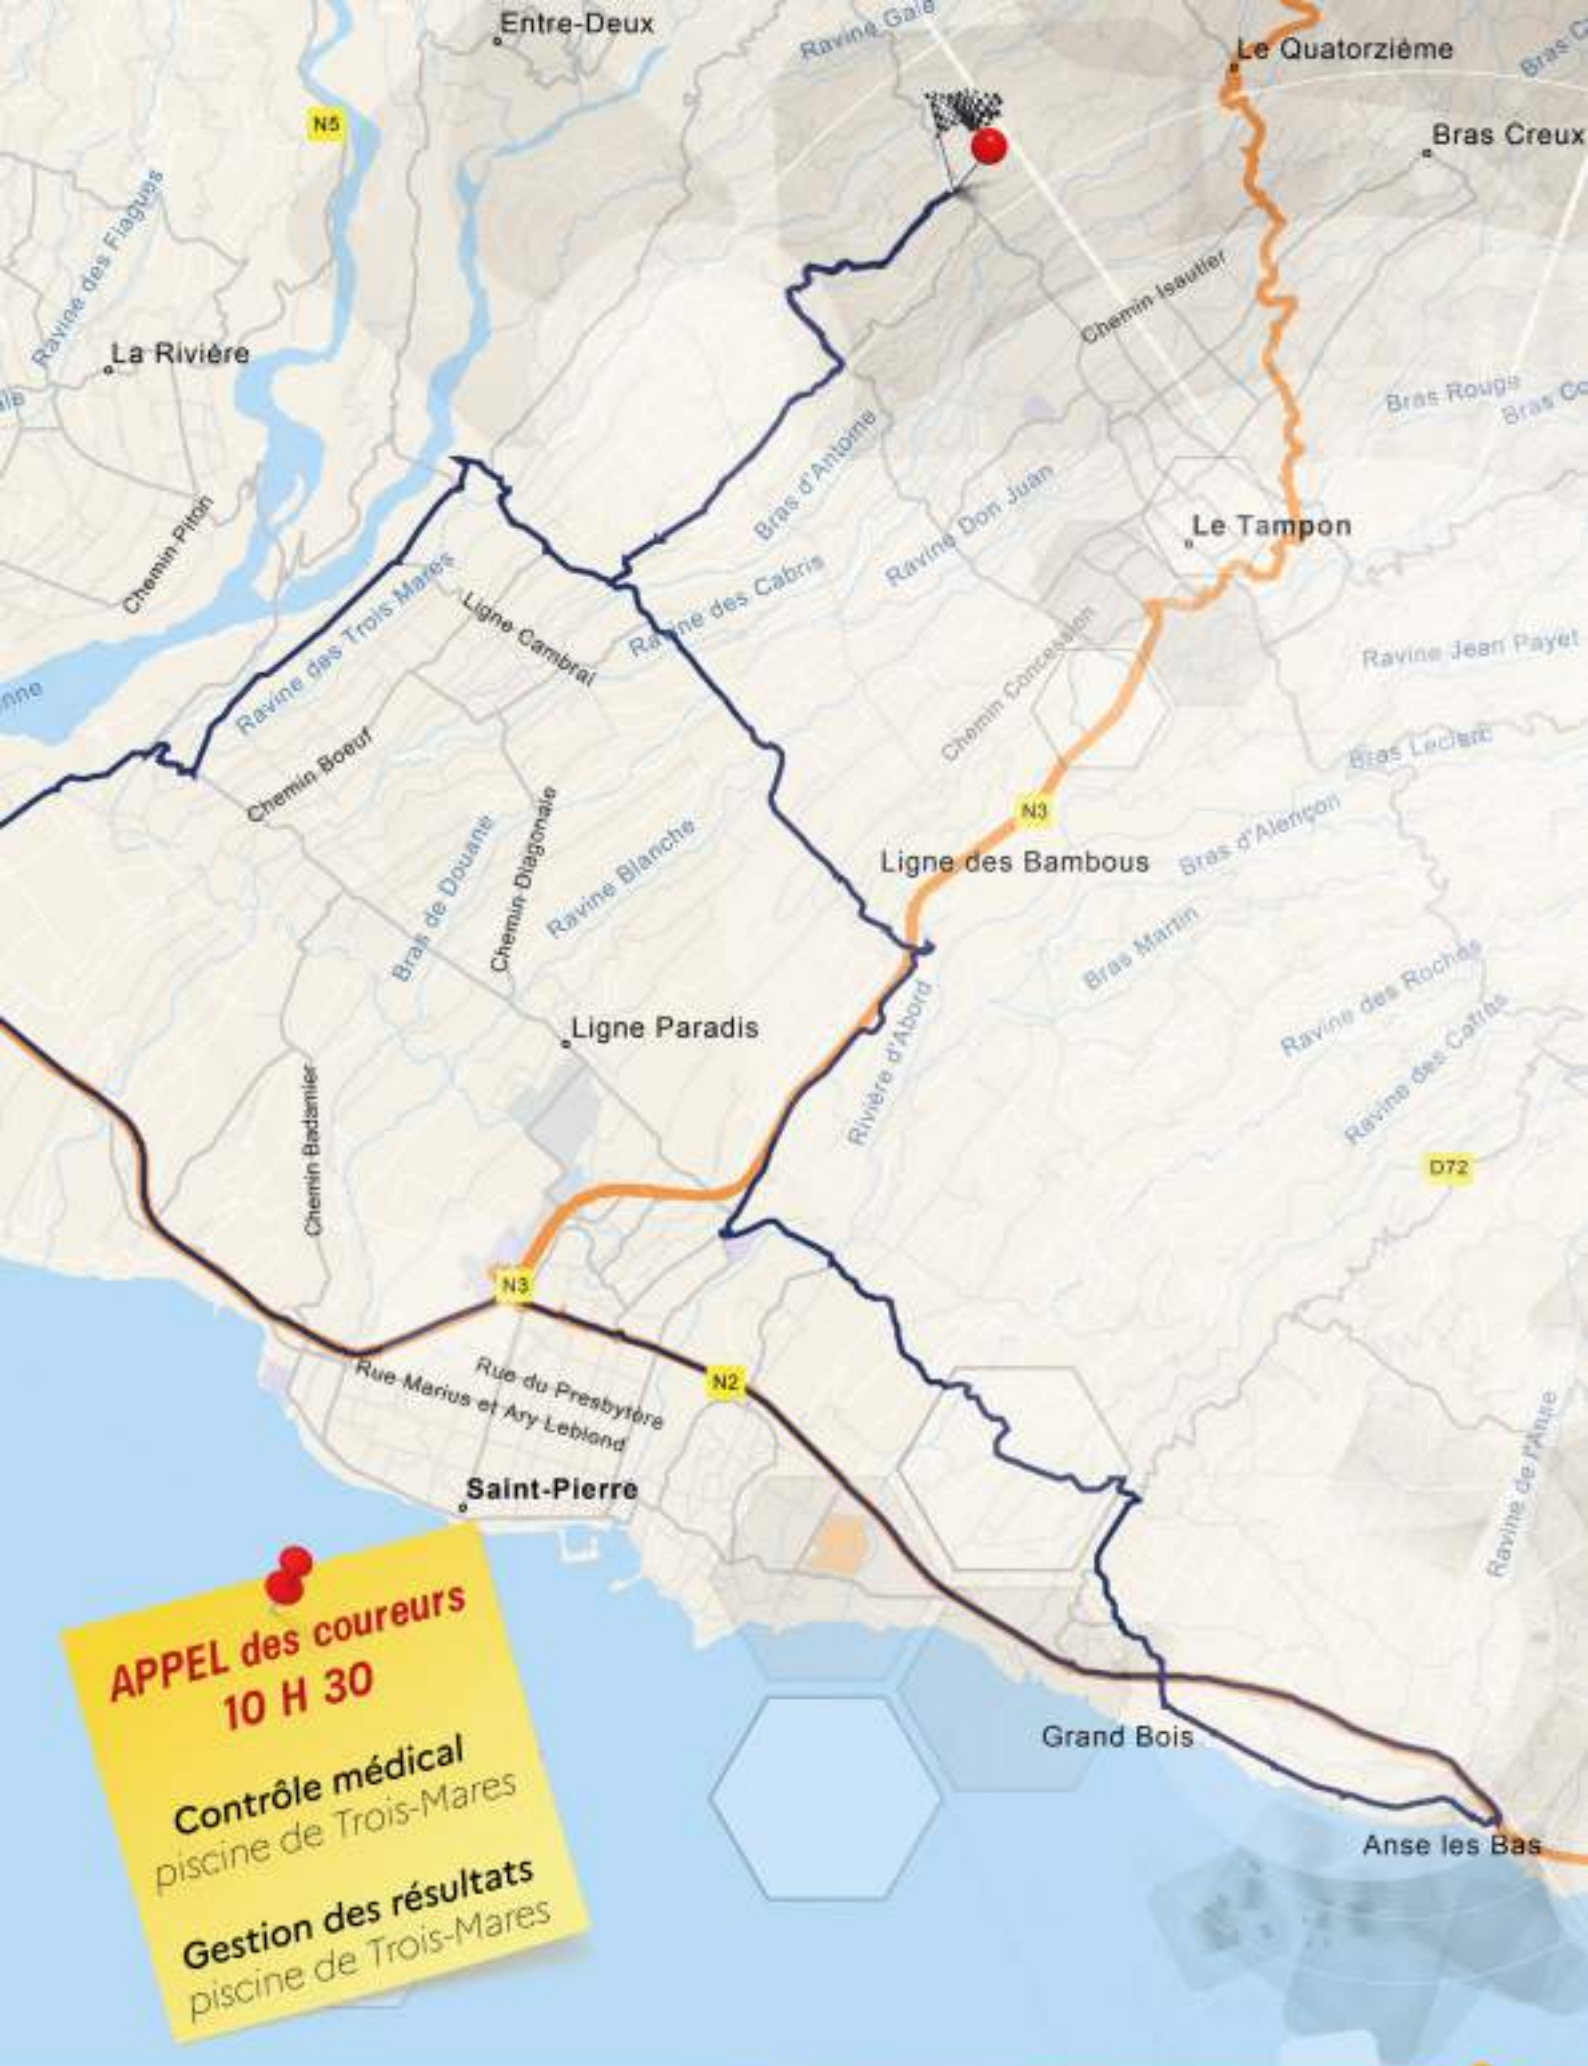 Entre-Deux
Ravine Gale
Le Quatorzième
N5
Bras Creux
Ravine des Flagues
Chemin Isautier
La Rivière
Bras Rouge
Bras d'Antoine
Ravine Don Juan
Le Tampon
Chemin Piton
Ravine des Trois Mares
Ligne Cambrai
Ravine des Cabris
Chemin Concession
Ravine Jean Payet
Chemin Boeuf
Bras Leclerc
Bras de Douane
Chemin Diagonale
Ravine Blanche
N3
Ligne des Bambous
Bras d'Alençon
Bras Martin
Ravine des Roches
Ravine des Cafres
Ligne Paradis
Rivière d'Abord
Chemin Badamier
D72
N3
N2
Rue du Presbytère
Rue Marius et Ary Leblond
Ravine de l'Anse
Saint-Pierre
APPEL des coureurs
10 H 30
Contrôle médical
piscine de Trois-Mares
Gestion des résultats
piscine de Trois-Mares
Grand Bois
Anse les Bas